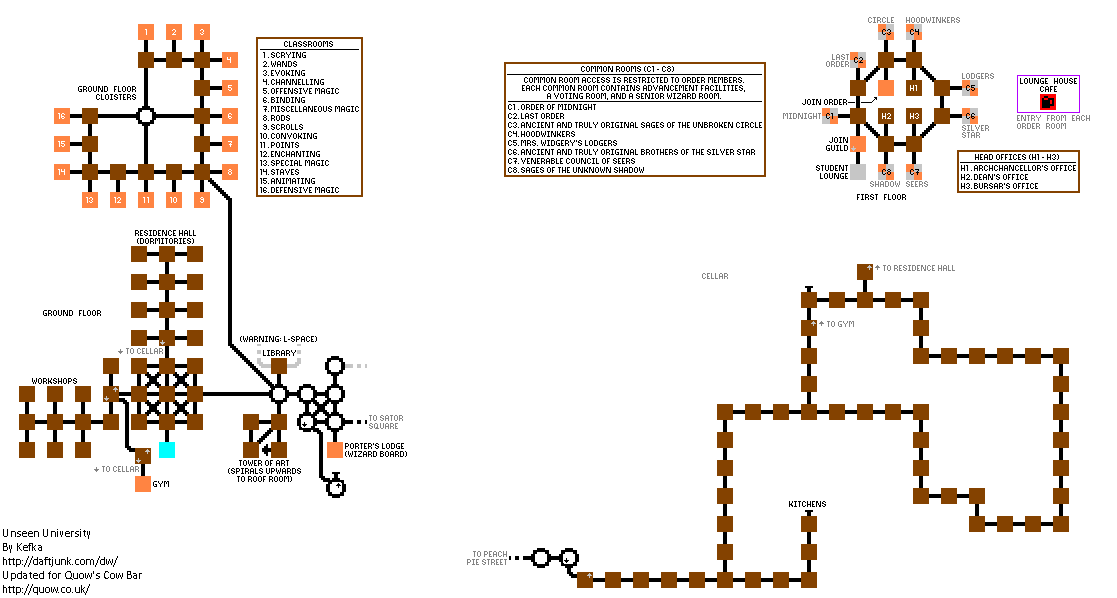 1
2
3
4
5
6
7
8
9
10
11
12
13
14
15
16
GROUND FLOOR
CLOISTERS
CLASSROOMS
1. SCRYING
2. WANDS
3. EVOKING
4. CHANNELLING
5. OFFENSIVE MAGIC
6. BINDING
7. MISCELLANEOUS MAGIC
8. RODS
9. SCROLLS
10. CONVOKING
11. POINTS
12. ENCHANTING
13. SPECIAL MAGIC
14. STAVES
15. ANIMATING
16. DEFENSIVE MAGIC
COMMON ROOMS (C1 - C8)
COMMON ROOM ACCESS IS RESTRICTED TO ORDER MEMBERS.
EACH COMMON ROOM CONTAINS ADVANCEMENT FACILITIES,
A VOTING ROOM, AND A SENIOR WIZARD ROOM.
C1. ORDER OF MIDNIGHT
C2. LAST ORDER
C3. ANCIENT AND TRULY ORIGINAL SAGES OF THE UNBROKEN CIRCLE
C4. HOODWINKERS
C5. MRS. WIDGERY'S LODGERS
C6. ANCIENT AND TRULY ORIGINAL BROTHERS OF THE SILVER STAR
C7. VENERABLE COUNCIL OF SEERS
C8. SAGES OF THE UNKNOWN SHADOW
CIRCLE
HOODWINKERS
C3
C4
LAST
ORDER
C2
LODGERS
H1
C5
JOIN ORDER
MIDNIGHT
C1
H2
H3
C6
SILVER
STAR
JOIN
GUILD
STUDENT
LOUNGE
C8
C7
SHADOW
SEERS
FIRST FLOOR
LOUNGE HOUSE
CAFE
ENTRY FROM EACH
ORDER ROOM
HEAD OFFICES (H1 - H3)
H1. ARCHCHANCELLOR'S OFFICE
H2. DEAN'S OFFICE
H3. BURSAR'S OFFICE
RESIDENCE HALL
(DORMITORIES)
GROUND FLOOR
TO CELLAR
WORKSHOPS
(WARNING: L-SPACE)
LIBRARY
TO SATOR
SQUARE
PORTER'S LODGE
(WIZARD BOARD)
TOWER OF ART
(SPIRALS UPWARDS
TO ROOF ROOM)
TO CELLAR
GYM
CELLAR
TO RESIDENCE HALL
TO GYM
KITCHENS
TO PEACH
PIE STREET
Unseen University
By Kefka
http://daftjunk.com/dw/
Updated for Quow's Cow Bar
http://quow.co.uk/